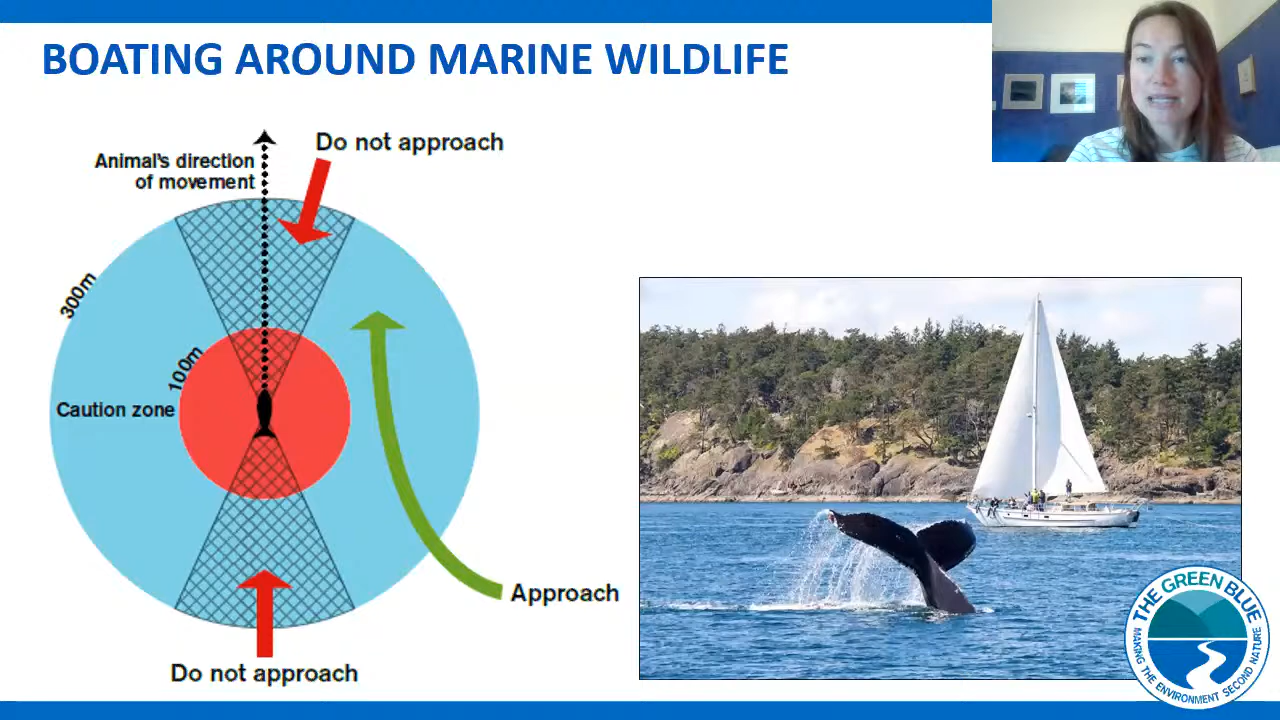 BOATING AROUND MARINE WILDLIFE
Do not approach
Animal's direction
of movement
300m
100m
Caution zone
Approach
Do not approach
THE GREEN BLUE
MAKING THE ENVIRONMENT SECOND NATURE